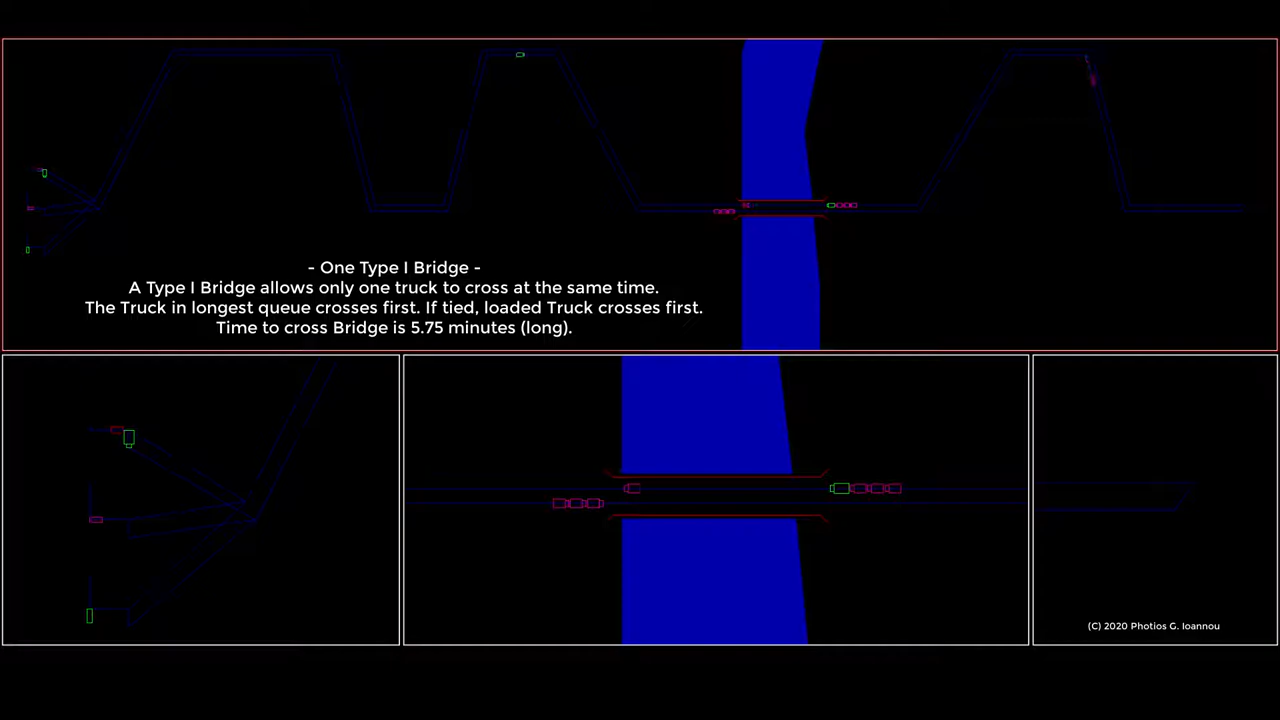 - One Type I Bridge -
A Type I Bridge allows only one truck to cross at the same time.
The Truck in longest queue crosses first. If tied, loaded Truck crosses first.
Time to cross Bridge is 5.75 minutes (long).
(C) 2020 Photios G. Ioannou